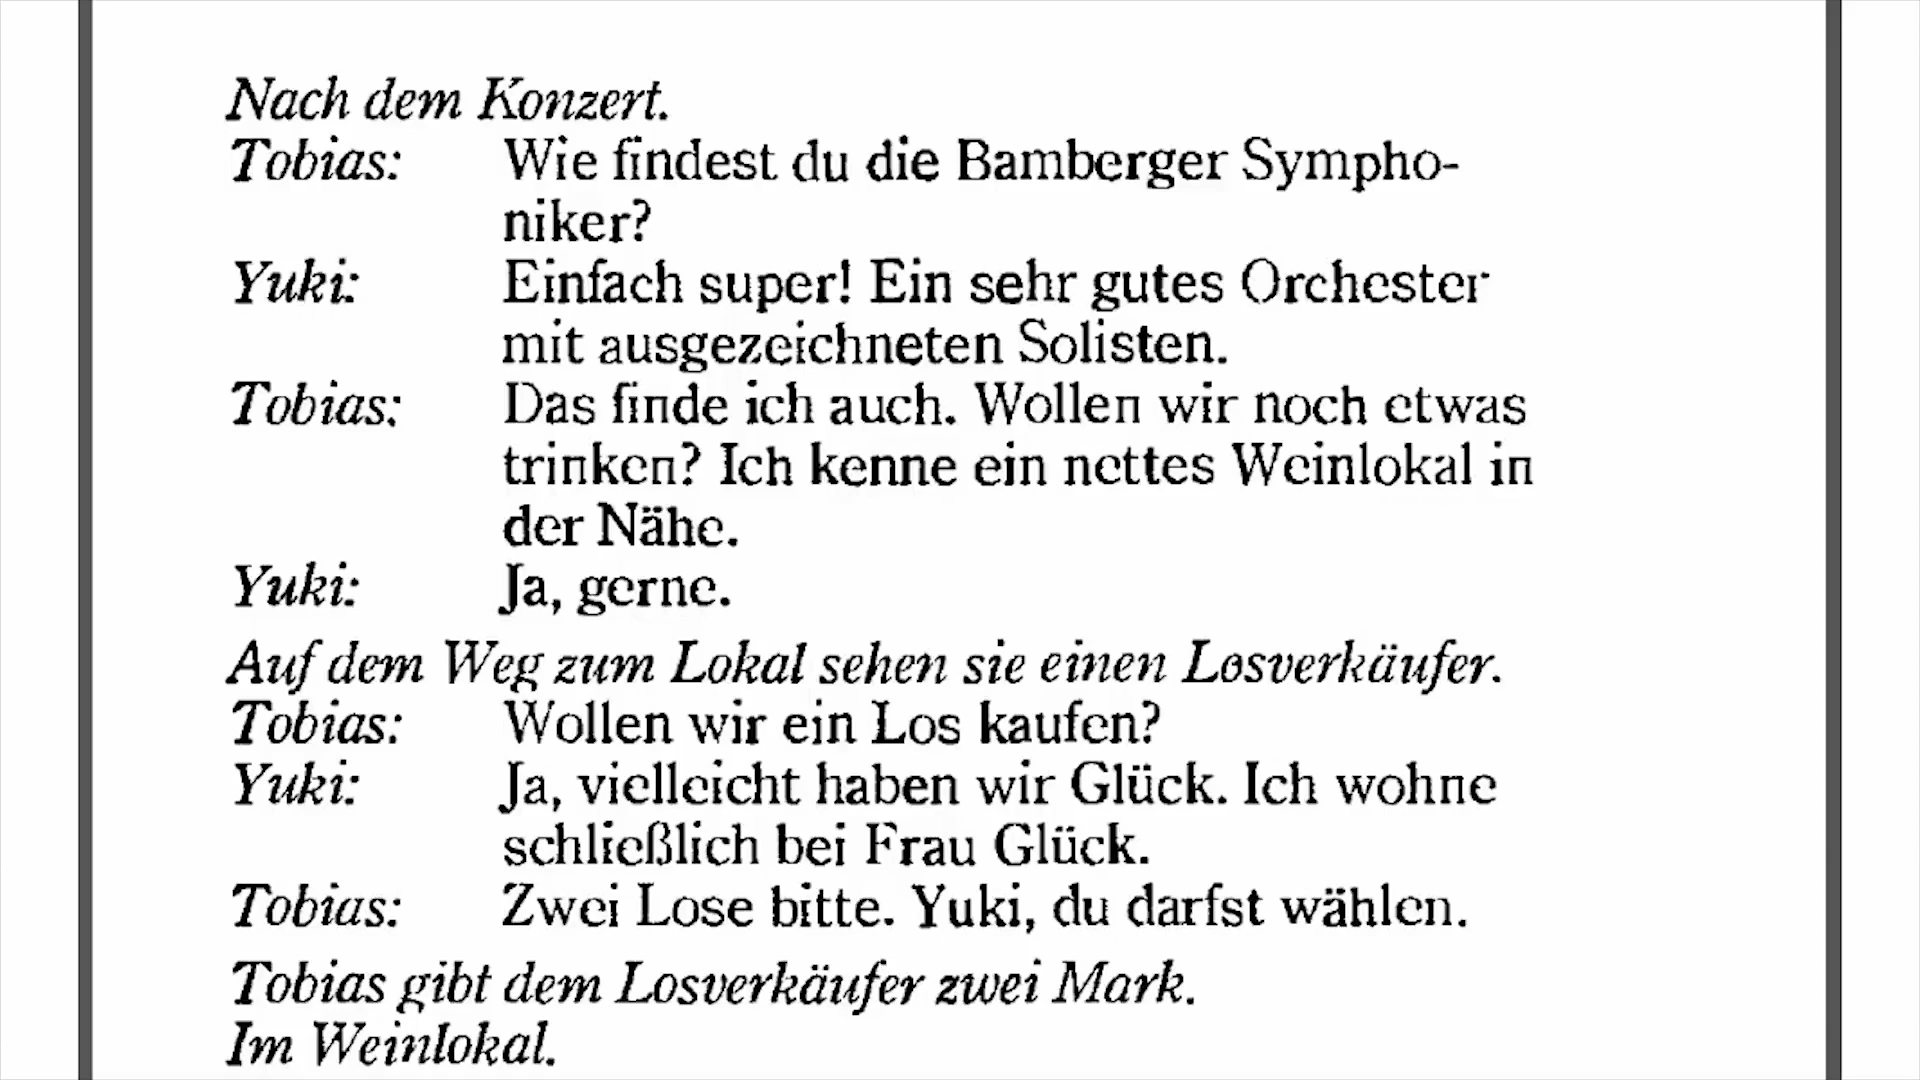 Nach dem Konzert.
Tobias: Wie findest du die Bamberger Sympho-
niker?
Yuki: Einfach super! Ein sehr gutes Orchester
mit ausgezeichneten Solisten.
Tobias: Das finde ich auch. Wollen wir noch etwas
trinken? Ich kenne ein nettes Weinlokal in
der Nähe.
Yuki: Ja, gerne.
Auf dem Weg zum Lokal sehen sie einen Losverkäufer.
Tobias: Wollen wir ein Los kaufen?
Yuki: Ja, vielleicht haben wir Glück. Ich wohne
schließlich bei Frau Glück.
Tobias: Zwei Lose bitte. Yuki, du darfst wählen.
Tobias gibt dem Losverkäufer zwei Mark.
Im Weinlokal.